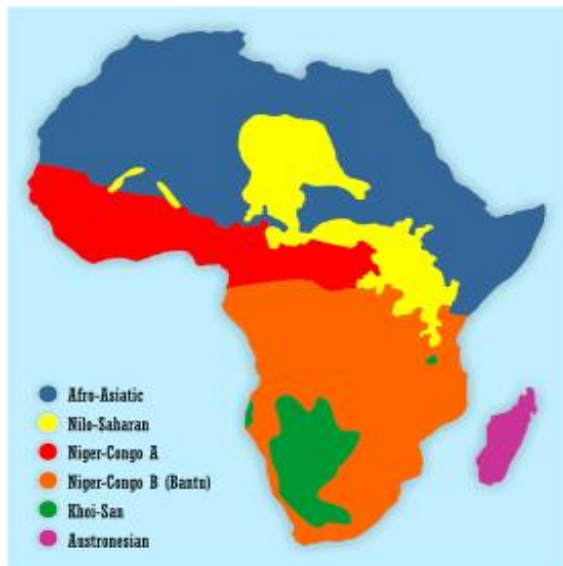 Afro-Asiatic
Nilo-Saharan
Niger-Congo A
Niger-Congo B (Bantu)
Khoi-San
Austronesian